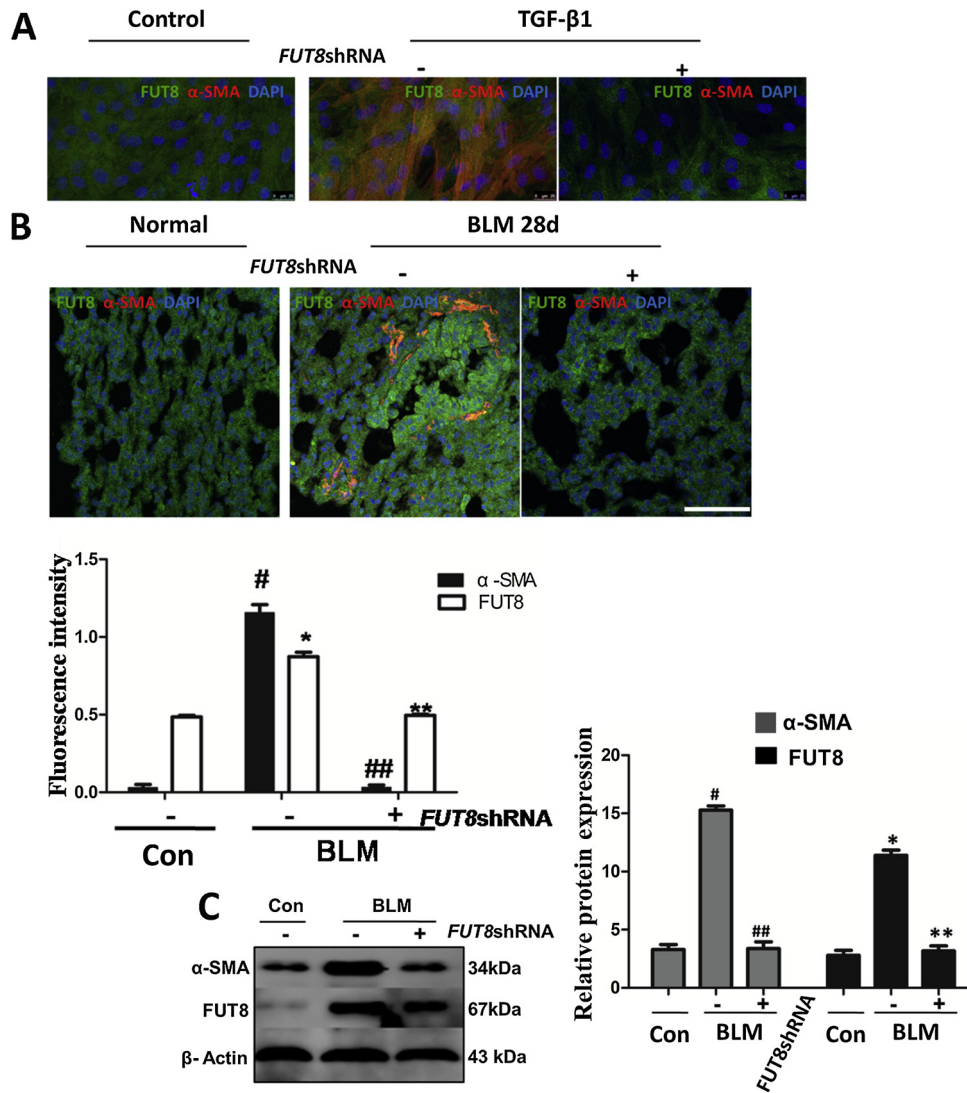 A
Control
TGF-β1
FUT8shRNA
-
+
FUT8 α-SMA DAPI
FUT8 α-SMA DAPI
FUT8 α-SMA DAPI
B
Normal
BLM 28d
FUT8shRNA
-
+
FUT8 α-SMA DAPI
FUT8 α-SMA DAPI
FUT8 α-SMA DAPI
Fluorescence intensity
1.5
1.0
0.5
0.0
#
*
##
**
α -SMA
FUT8
-
-
+
FUT8shRNA
Con
BLM
C
Con
BLM
-
-
+
FUT8shRNA
α-SMA
34kDa
FUT8
67kDa
β- Actin
43 kDa
Relative protein expression
20
15
10
5
0
α-SMA
FUT8
#
##
*
**
-
+
-
+
Con
BLM
FUT8shRNA
Con
BLM